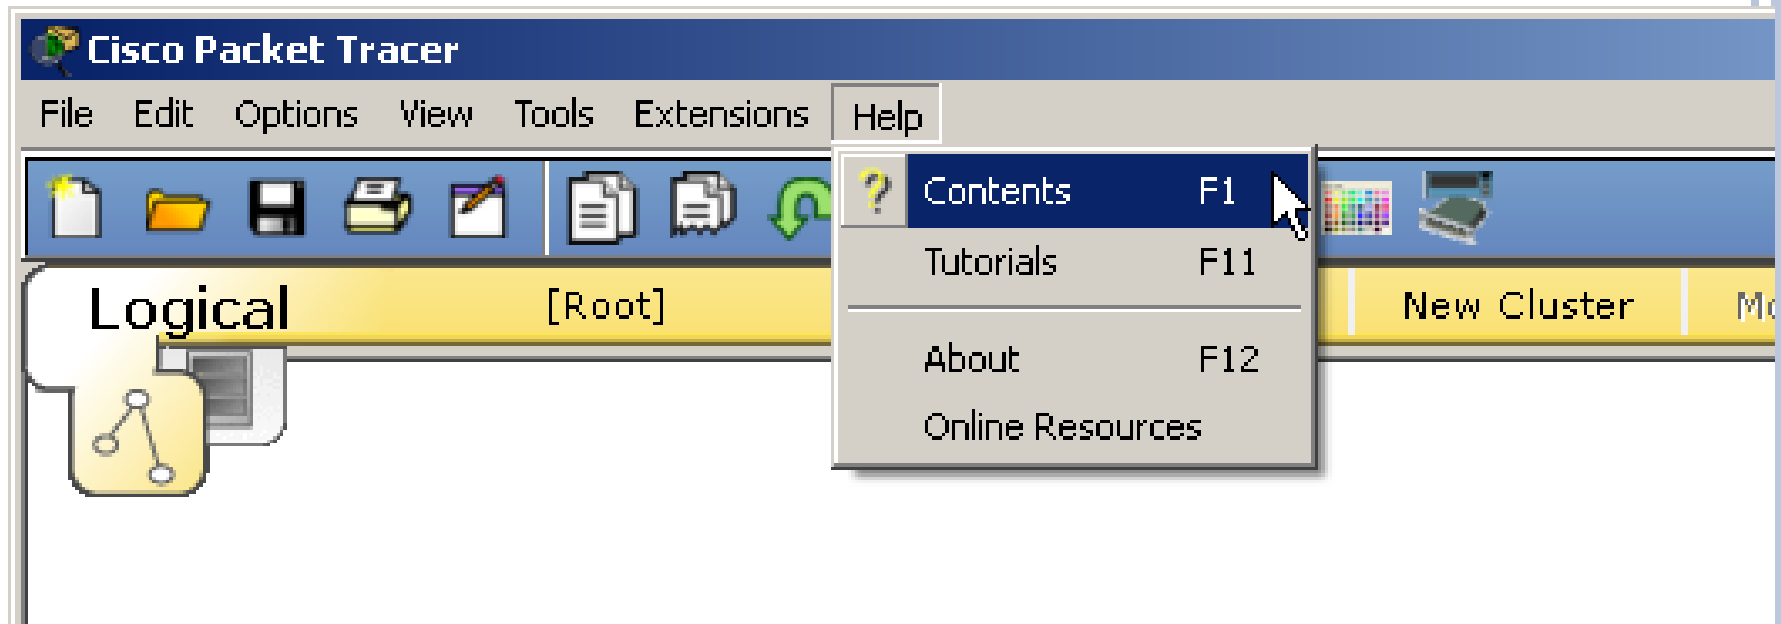 Cisco Packet Tracer
File Edit Options View Tools Extensions Help
Contents F1
Tutorials F11
Logical [Root] New Cluster
About F12
Online Resources